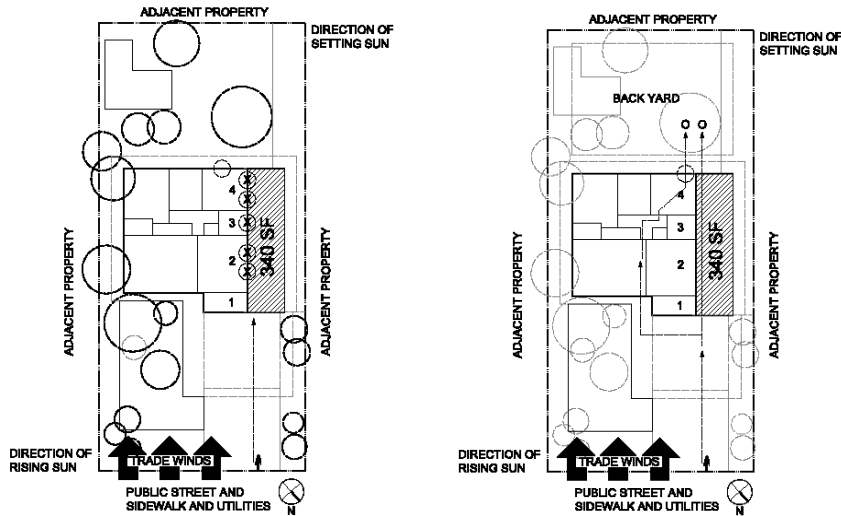 ADJACENT PROPERTY
DIRECTION OF
SETTING SUN
4
3
2
1
340 SF
ADJACENT PROPERTY
ADJACENT PROPERTY
DIRECTION OF
RISING SUN
TRADE WINDS
PUBLIC STREET AND
SIDEWALK AND UTILITIES
N
ADJACENT PROPERTY
DIRECTION OF
SETTING SUN
BACK YARD
4
3
2
1
340 SF
ADJACENT PROPERTY
ADJACENT PROPERTY
DIRECTION OF
RISING SUN
TRADE WINDS
PUBLIC STREET AND
SIDEWALK AND UTILITIES
N